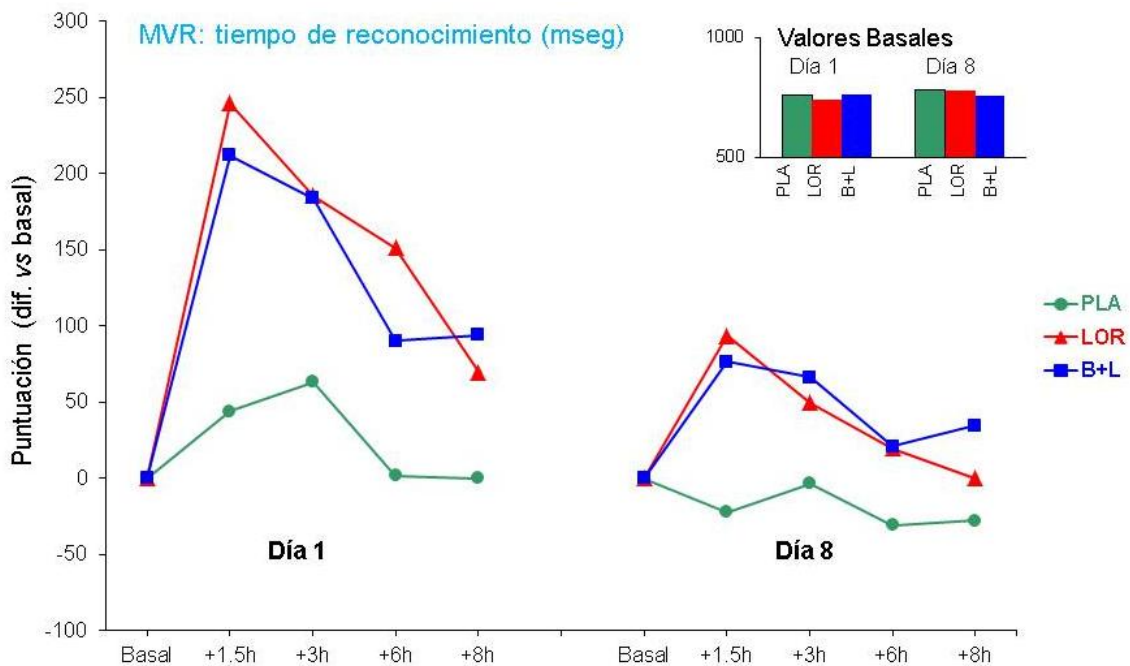 MVR: tiempo de reconocimiento (mseg)
Valores Basales
Día 1 Día 8
1000
500
PLA LOR B+L PLA LOR B+L
Puntuación (dif. vs basal)
300
250
200
150
100
50
0
-50
-100
PLA
LOR
B+L
Día 1 Día 8
Basal +1.5h +3h +6h +8h Basal +1.5h +3h +6h +8h